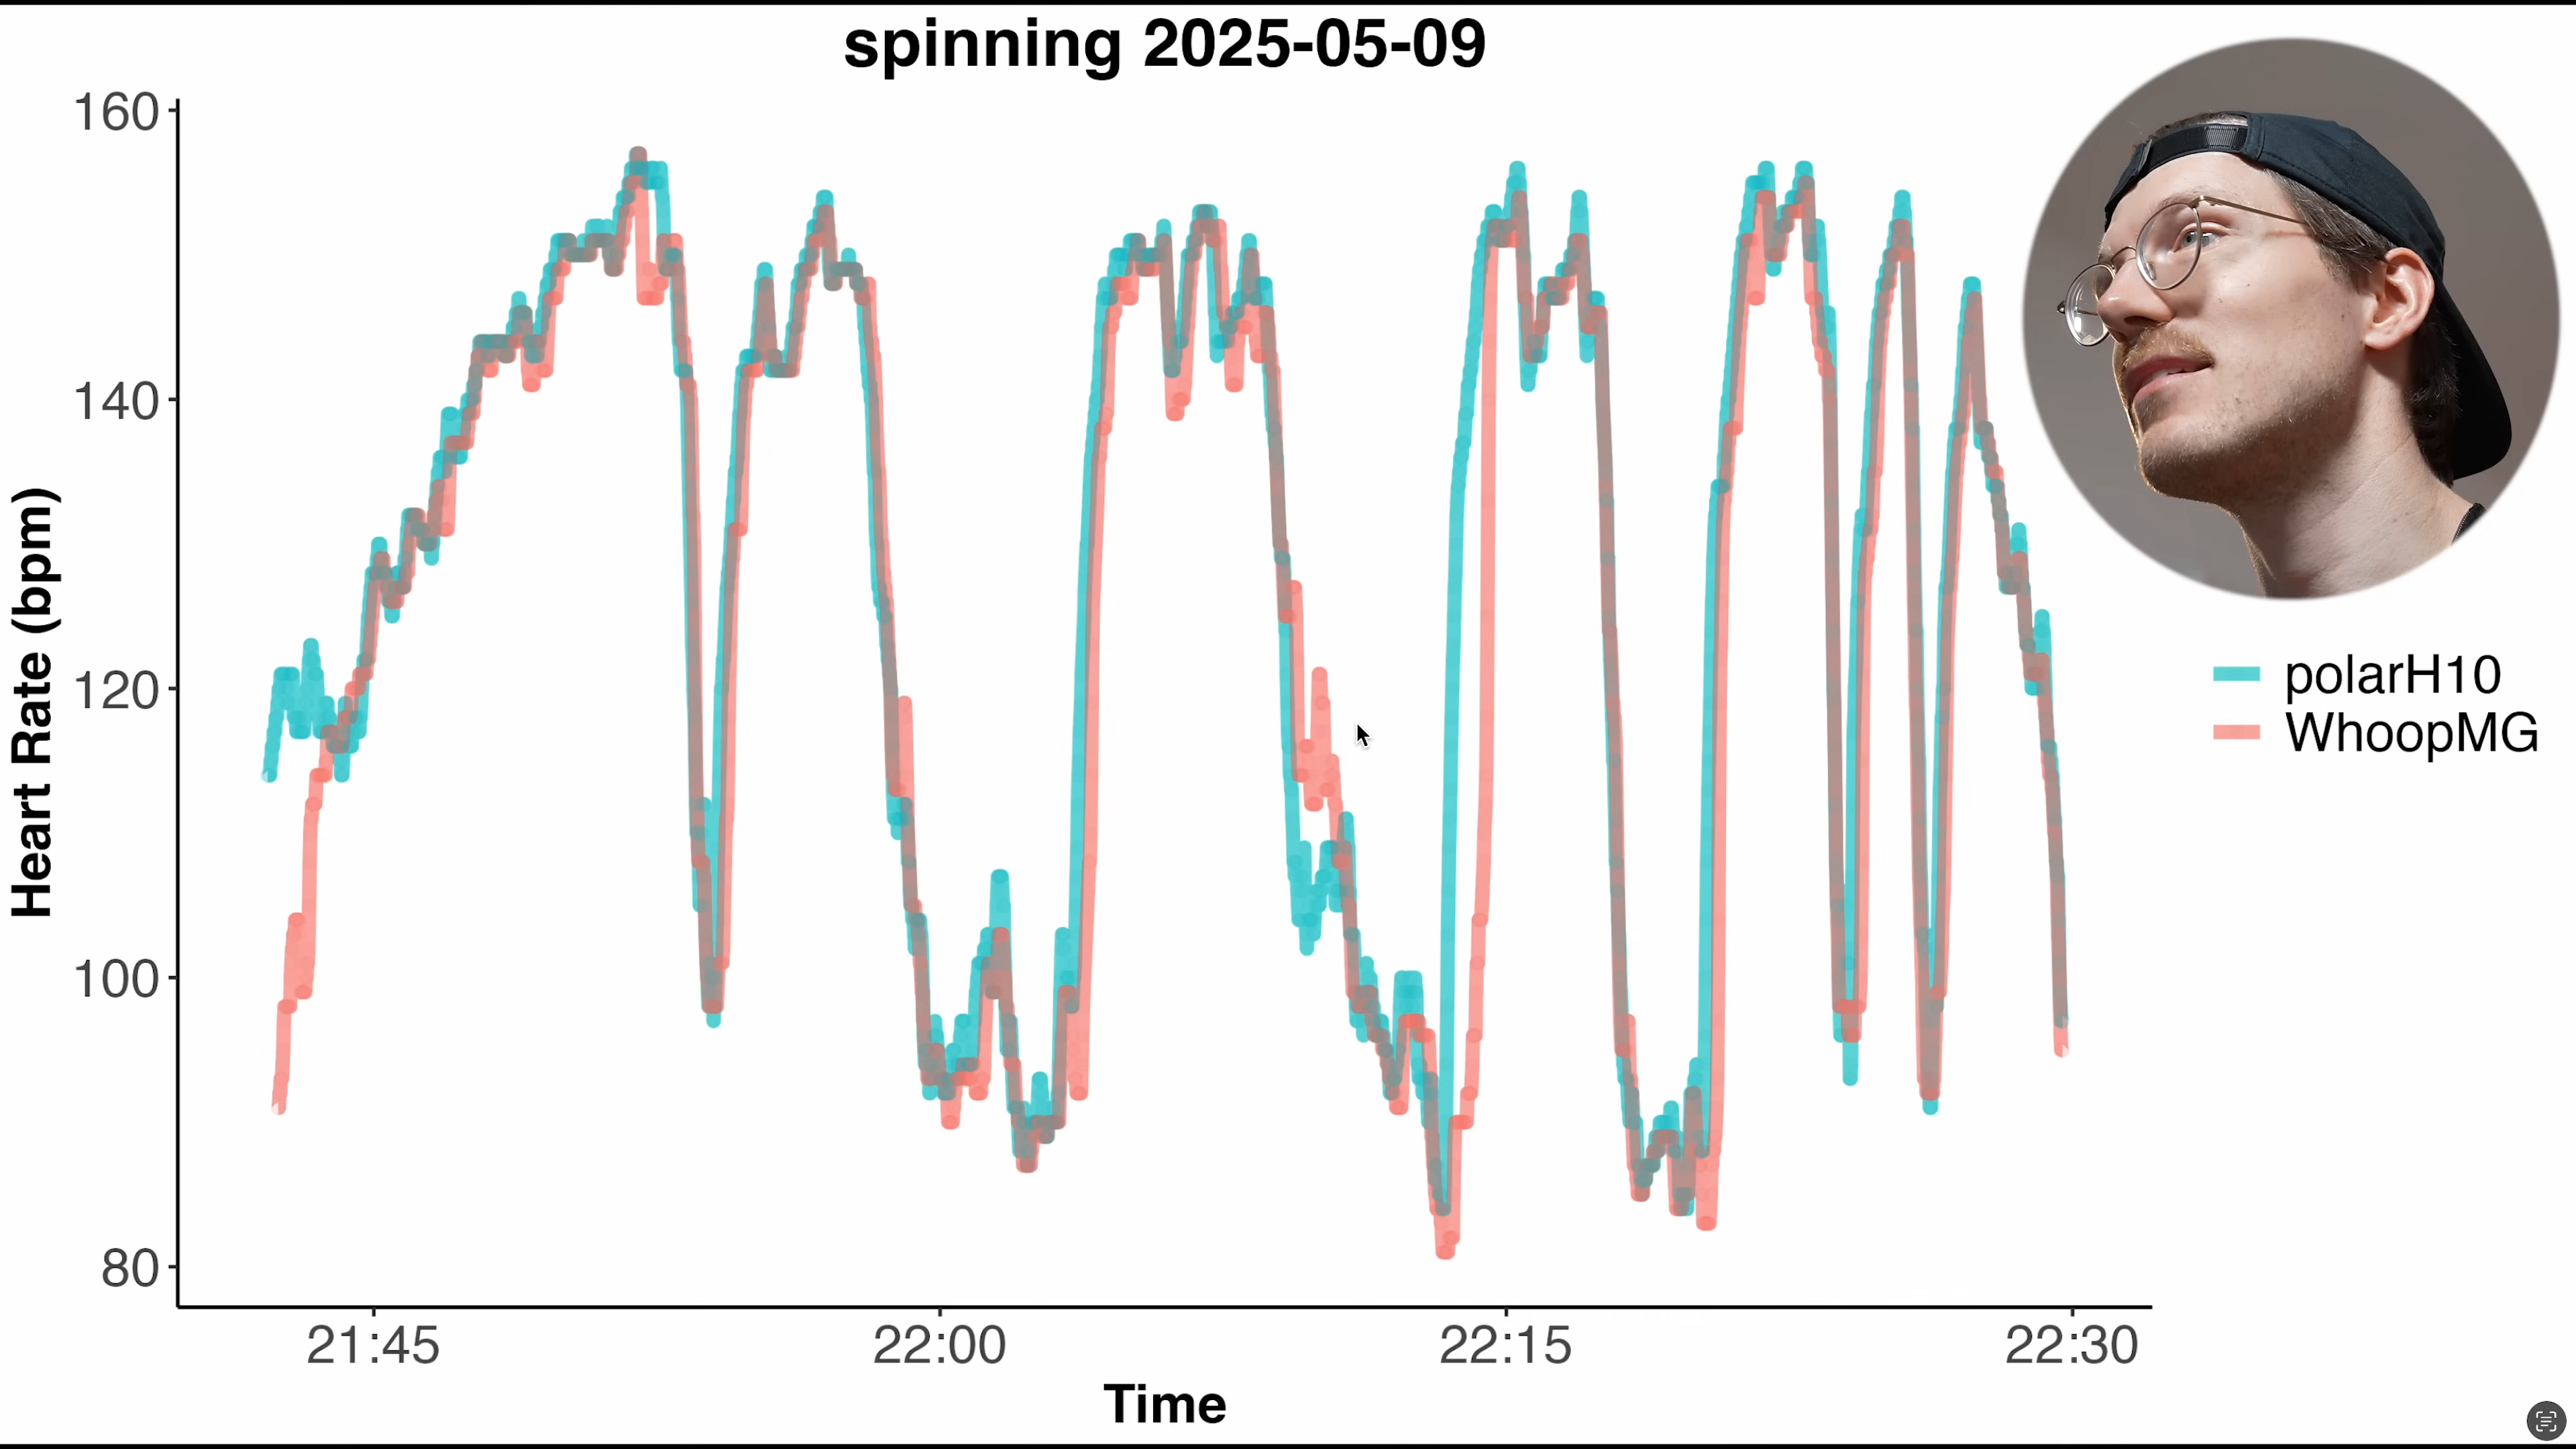 spinning 2025-05-09
160
140
120
100
80
Heart Rate (bpm)
polarH10
WhoopMG
21:45
22:00
22:15
22:30
Time